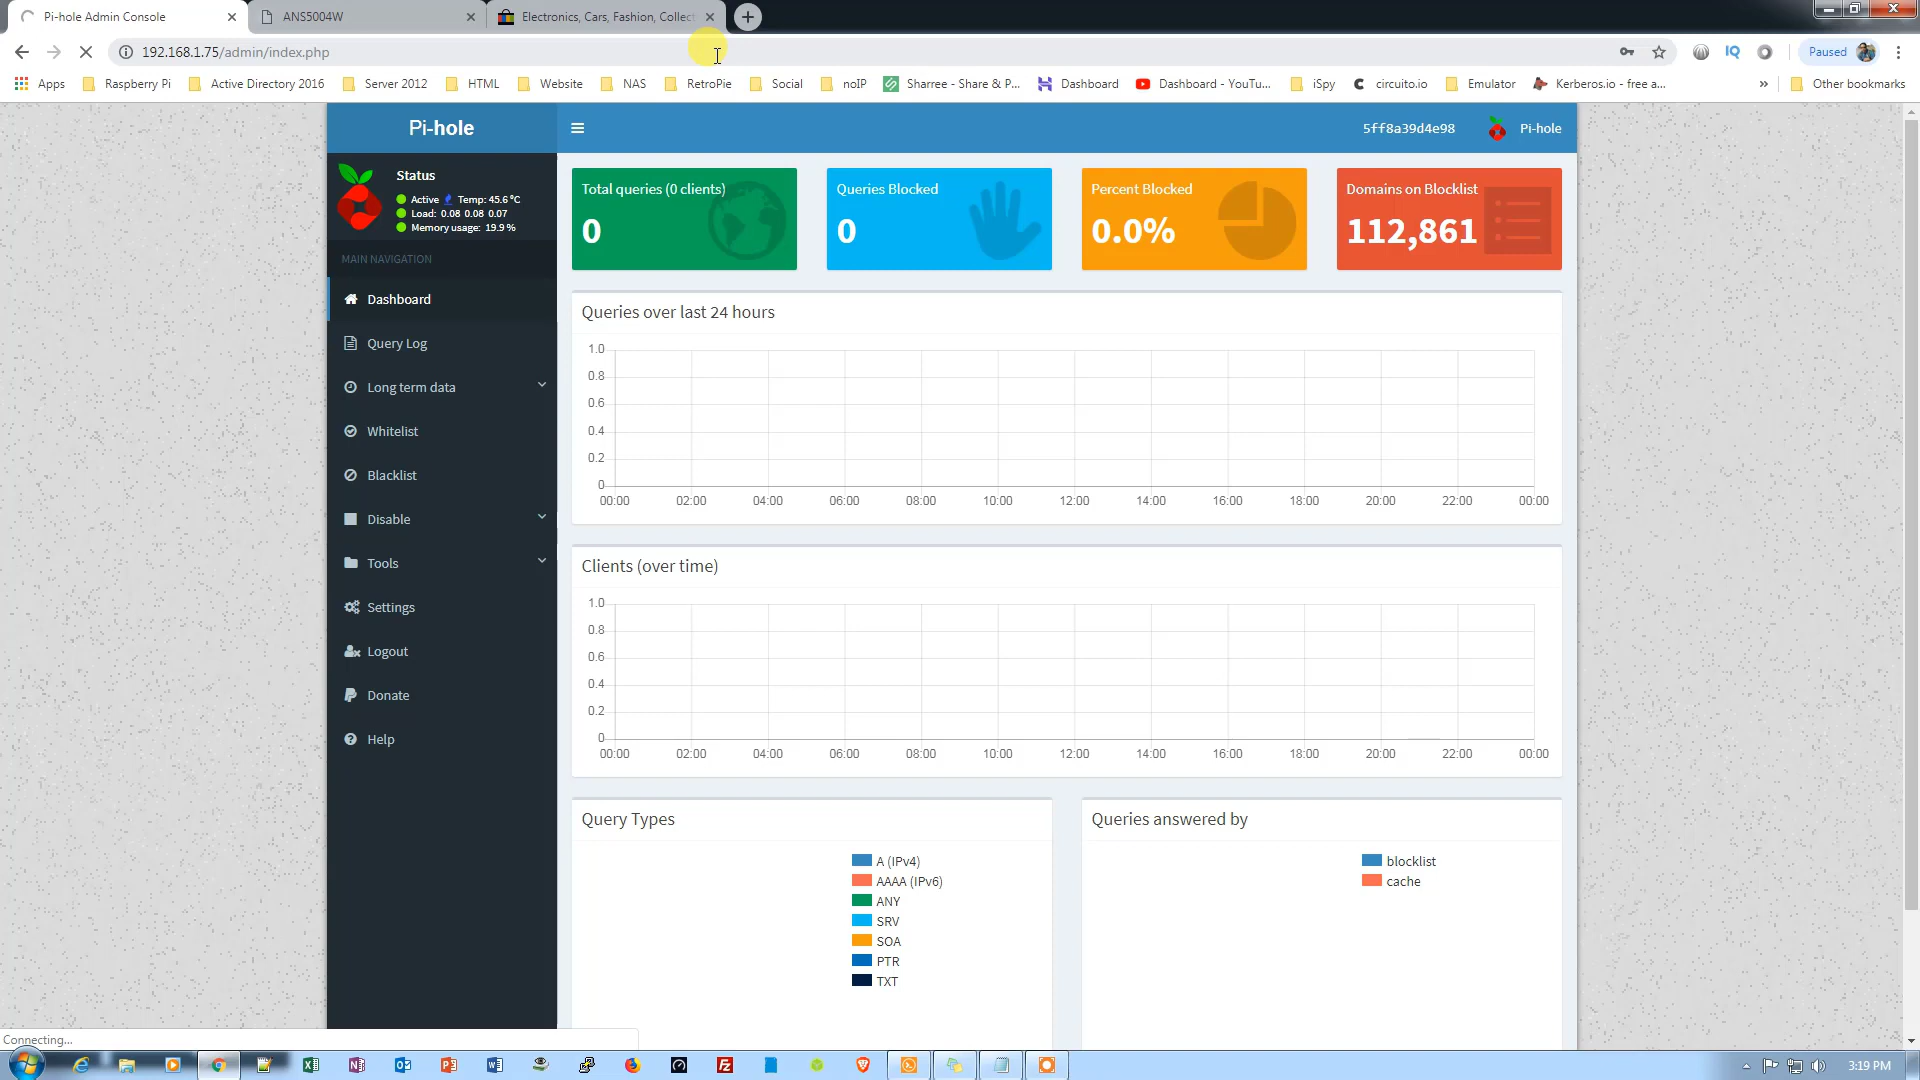 Pi-hole Admin Console
ANS5004W
Electronics, Cars, Fashion, Collect
192.168.1.75/admin/index.php
Paused
Apps
Raspberry Pi
Active Directory 2016
Server 2012
HTML
Website
NAS
RetroPie
Social
noIP
Sharree - Share & P...
Dashboard
Dashboard - YouTu...
iSpy
circuito.io
Emulator
Kerberos.io - free a...
»
Other bookmarks
Pi-hole
5ff8a39d4e98
Pi-hole
Status
Active Temp: 45.6 °C
Load: 0.08 0.08 0.07
Memory usage: 19.9 %
MAIN NAVIGATION
Dashboard
Query Log
Long term data
Whitelist
Blacklist
Disable
Tools
Settings
Logout
Donate
Help
Total queries (0 clients)
0
Queries Blocked
0
Percent Blocked
0.0%
Domains on Blocklist
112,861
Queries over last 24 hours
1.0
0.8
0.6
0.4
0.2
0
00:00 02:00 04:00 06:00 08:00 10:00 12:00 14:00 16:00 18:00 20:00 22:00 00:00
Clients (over time)
1.0
0.8
0.6
0.4
0.2
0
00:00 02:00 04:00 06:00 08:00 10:00 12:00 14:00 16:00 18:00 20:00 22:00 00:00
Query Types
A (IPv4)
AAAA (IPv6)
ANY
SRV
SOA
PTR
TXT
Queries answered by
blocklist
cache
Connecting...
3:19 PM